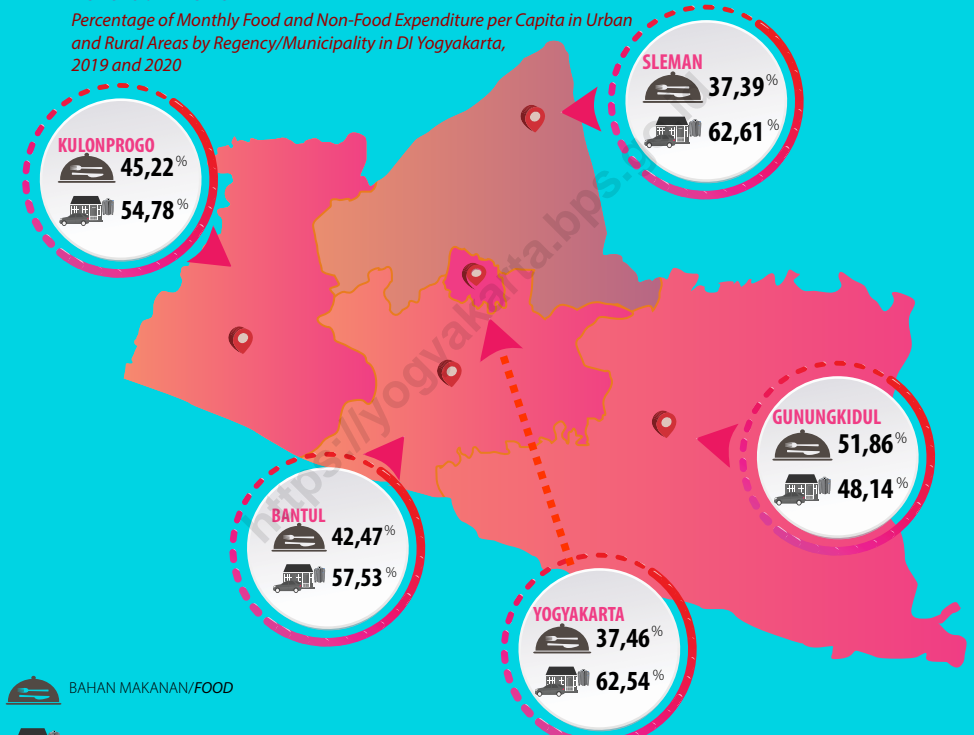 Percentage of Monthly Food and Non-Food Expenditure per Capita in Urban
and Rural Areas by Regency/Municipality in DI Yogyakarta,
2019 and 2020
SLEMAN
37,39%
62,61%
KULONPROGO
45,22%
54,78%
GUNUNGKIDUL
51,86%
48,14%
BANTUL
42,47%
57,53%
YOGYAKARTA
37,46%
62,54%
BAHAN MAKANAN/FOOD
https://yogyakarta.bps.go.id